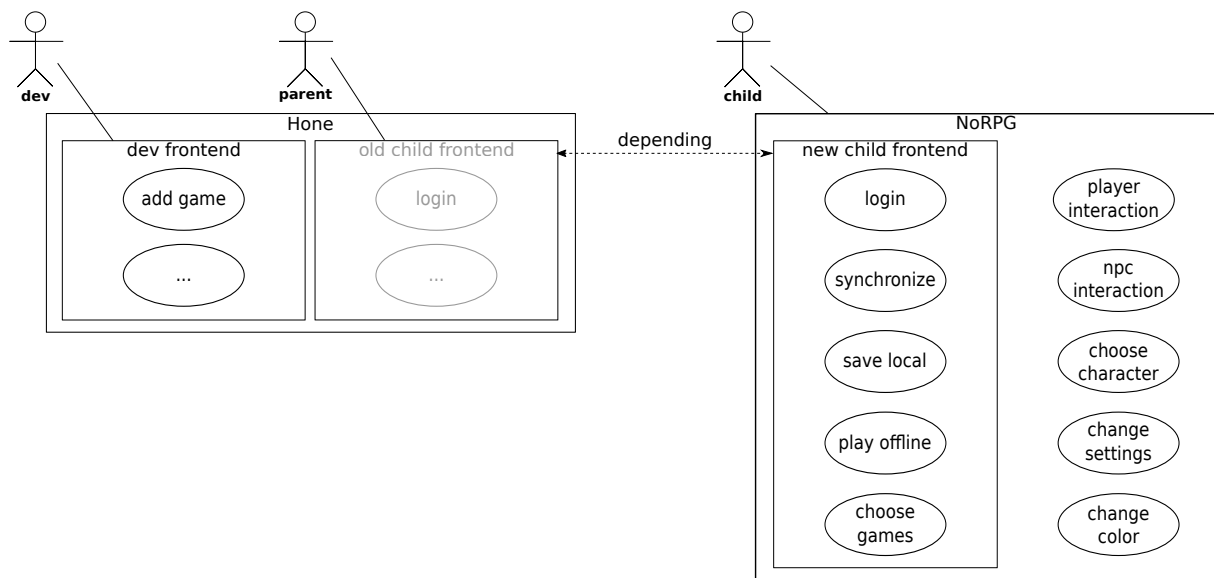 dev
parent
child
Hone
dev frontend
add game
...
old child frontend
login
...
depending
NoRPG
new child frontend
login
synchronize
save local
play offline
choose
games
player
interaction
npc
interaction
choose
character
change
settings
change
color